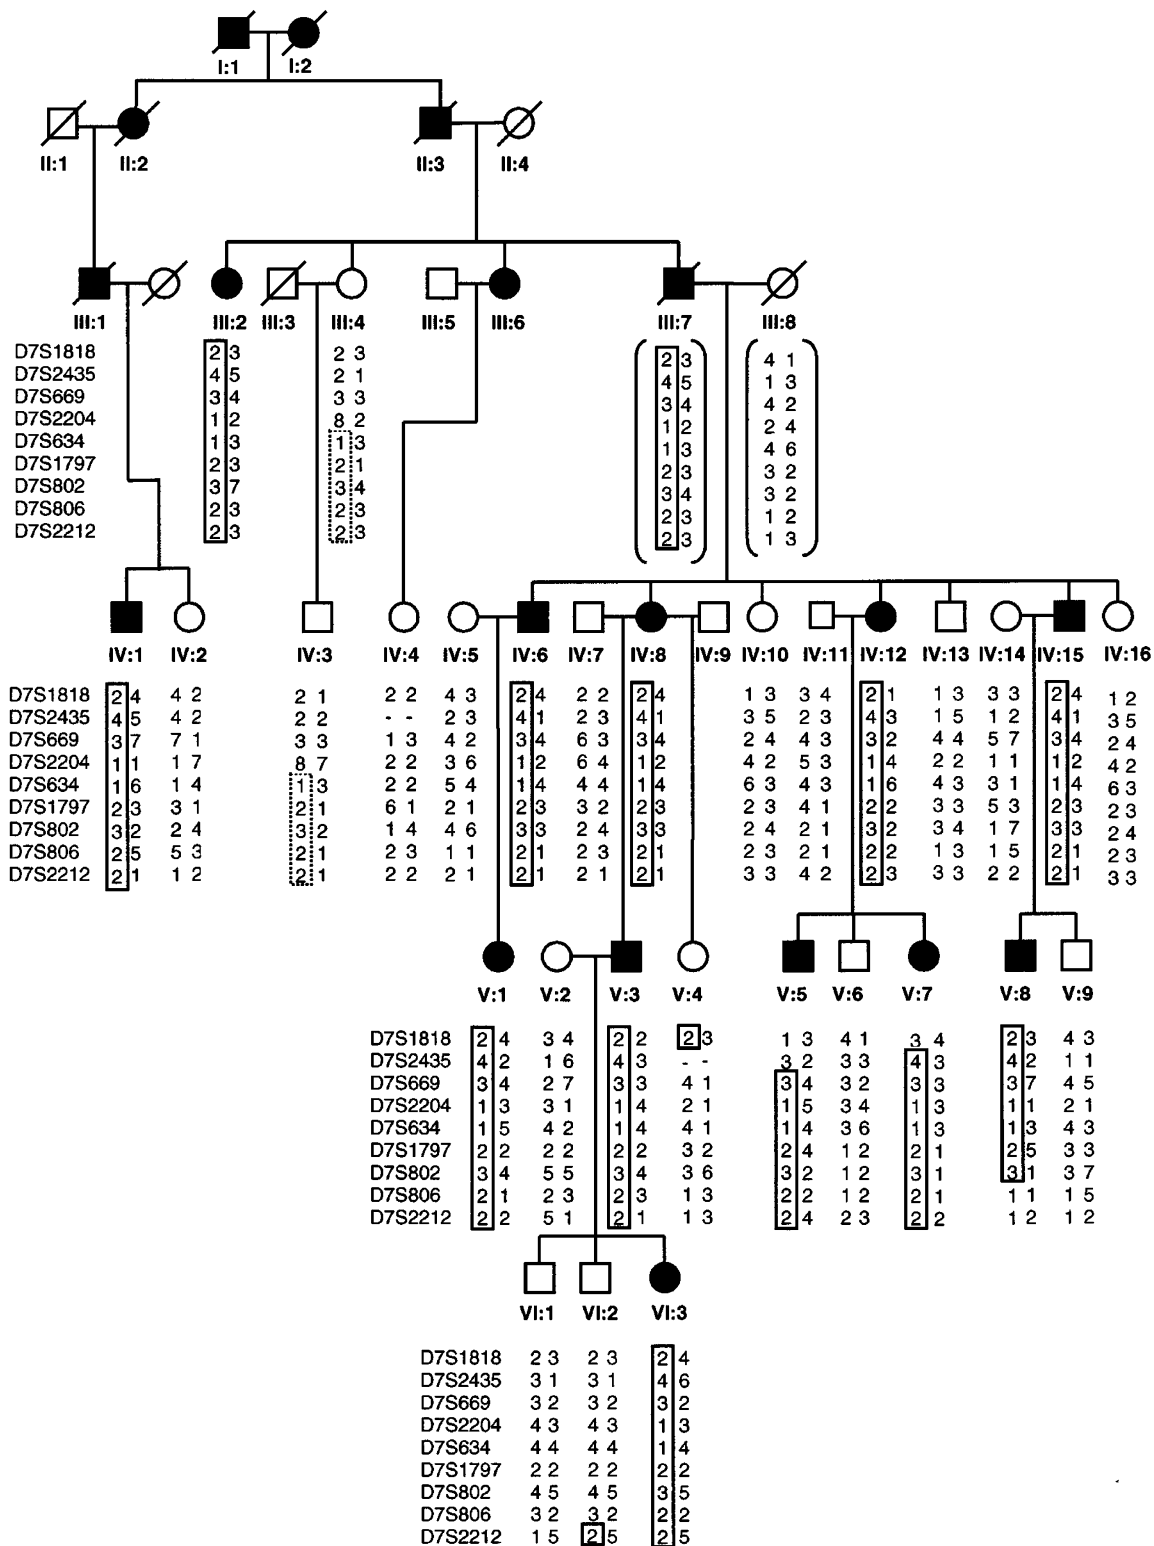 I:1 I:2
II:1 II:2 II:3 II:4
III:1 III:2 III:3 III:4 III:5 III:6 III:7 III:8
D7S1818 2 3 2 3 2 3 4 1
D7S2435 4 5 2 1 4 5 1 3
D7S669 3 4 3 3 3 4 4 2
D7S2204 1 2 8 2 1 2 2 4
D7S634 1 3 1 3 1 3 4 6
D7S1797 2 3 2 1 2 3 3 2
D7S802 3 7 3 4 3 4 3 2
D7S806 2 3 2 3 2 3 1 2
D7S2212 2 3 2 3 2 3 1 3
IV:1 IV:2 IV:3 IV:4 IV:5 IV:6 IV:7 IV:8 IV:9 IV:10 IV:11 IV:12 IV:13 IV:14 IV:15 IV:16
D7S1818 2 4 4 2 2 1 2 2 4 3 2 4 2 2 2 4 1 3 3 4 2 1 1 3 3 3 2 4 1 2
D7S2435 4 5 4 2 2 2 - - 2 3 4 1 2 3 4 1 3 5 2 3 4 3 1 5 1 2 4 1 3 5
D7S669 3 7 7 1 3 3 1 3 4 2 3 4 6 3 3 4 2 4 4 3 3 2 4 4 5 7 3 4 2 4
D7S2204 1 1 1 7 8 7 2 2 3 6 1 2 6 4 1 2 4 2 5 3 1 4 2 2 1 1 1 2 4 2
D7S634 1 6 1 4 1 3 2 2 5 4 1 4 4 4 1 4 6 3 4 3 1 6 4 3 3 1 1 4 6 3
D7S1797 2 3 3 1 2 1 6 1 2 1 2 3 3 2 2 3 2 3 4 1 2 2 3 3 5 3 2 3 2 3
D7S802 3 2 2 4 3 2 1 4 4 6 3 3 2 4 3 3 2 4 2 1 3 2 3 4 1 7 3 3 2 4
D7S806 2 5 5 3 2 1 2 3 1 1 2 1 2 3 2 1 2 3 2 1 2 2 1 3 1 5 2 1 2 3
D7S2212 2 1 1 2 2 1 2 2 2 1 2 1 2 1 2 1 3 3 4 2 2 3 3 3 2 2 2 1 3 3
V:1 V:2 V:3 V:4 V:5 V:6 V:7 V:8 V:9
D7S1818 2 4 3 4 2 2 2 3 1 3 4 1 3 4 2 3 4 3
D7S2435 4 2 1 6 4 3 - - 3 2 3 3 4 3 4 2 1 1
D7S669 3 4 2 7 3 3 4 1 3 4 3 2 3 3 3 7 4 5
D7S2204 1 3 3 1 1 4 2 1 1 5 3 4 1 3 1 1 2 1
D7S634 1 5 4 2 1 4 4 1 1 4 3 6 1 3 1 3 4 3
D7S1797 2 2 2 2 2 2 3 2 2 4 1 2 2 1 2 5 3 3
D7S802 3 4 5 5 3 4 3 6 3 2 1 2 3 1 3 1 3 7
D7S806 2 1 2 3 2 3 1 3 2 2 1 2 2 1 1 1 1 5
D7S2212 2 2 5 1 2 1 1 3 2 4 2 3 2 2 1 2 1 2
VI:1 VI:2 VI:3
D7S1818 2 3 2 3 2 4
D7S2435 3 1 3 1 4 6
D7S669 3 2 3 2 3 2
D7S2204 4 3 4 3 1 3
D7S634 4 4 4 4 1 4
D7S1797 2 2 2 2 2 2
D7S802 4 5 4 5 3 5
D7S806 3 2 3 2 2 2
D7S2212 1 5 2 5 2 5